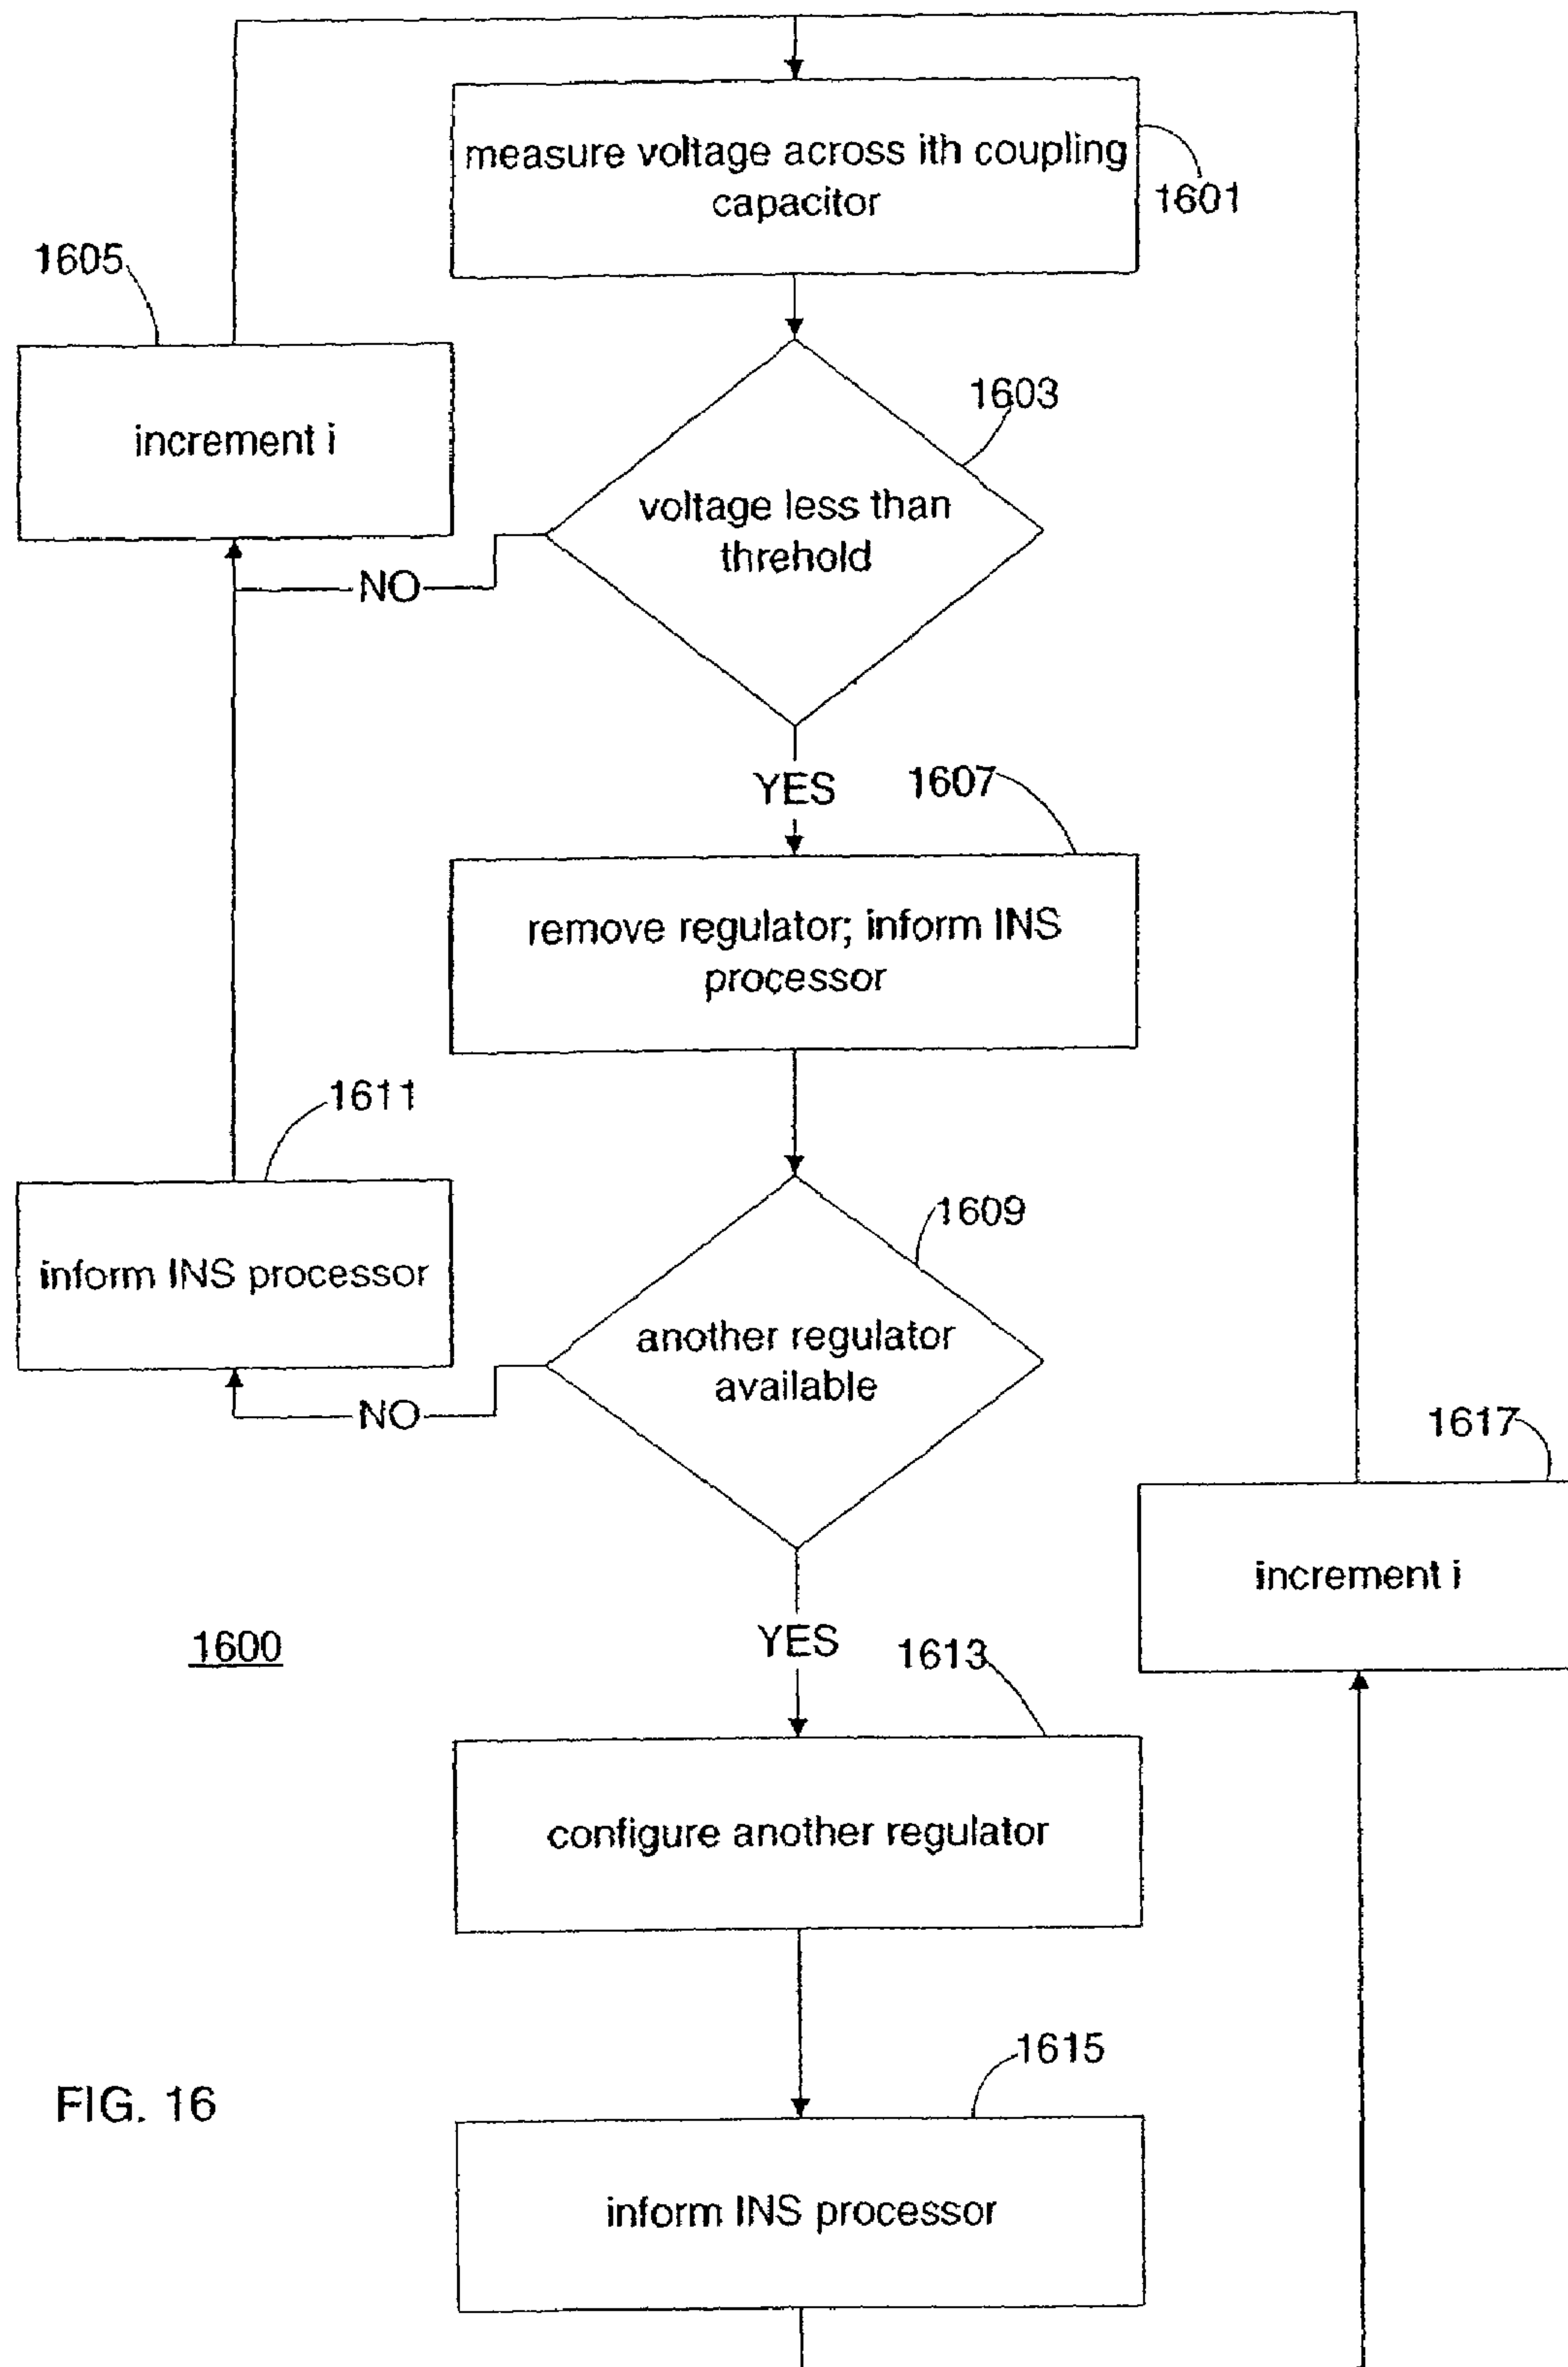 measure voltage across ith coupling
capacitor
1601
1605
increment i
1603
voltage less than
threhold
NO
YES
1607
remove regulator; inform INS
processor
1611
1609
inform INS processor
another regulator
available
NO
1617
increment i
YES
1600
1613
configure another regulator
1615
FIG. 16
inform INS processor